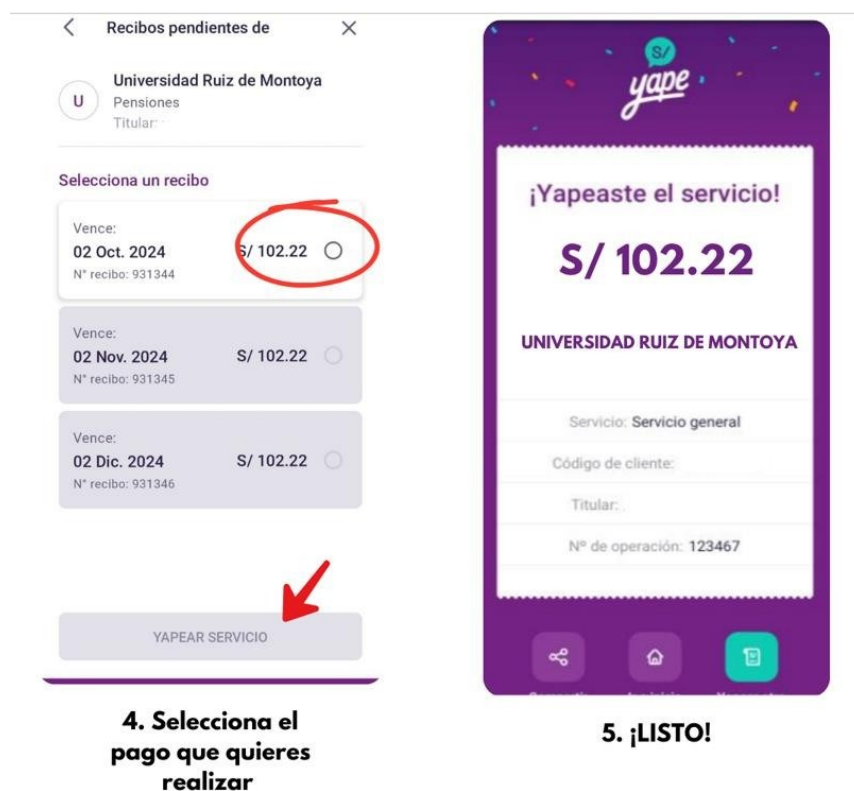 Recibos pendientes de
U
Universidad Ruiz de Montoya
Pensiones
Titular:
Selecciona un recibo
Vence:
02 Oct. 2024
S/ 102.22
N° recibo: 931344
Vence:
02 Nov. 2024
S/ 102.22
N° recibo: 931345
Vence:
02 Dic. 2024
S/ 102.22
N° recibo: 931346
YAPEAR SERVICIO
4. Selecciona el
pago que quieres
realizar
S/
yape
¡Yapeaste el servicio!
S/ 102.22
UNIVERSIDAD RUIZ DE MONTOYA
Servicio: Servicio general
Código de cliente:
Titular:
Nº de operación: 123467
5. ¡LISTO!